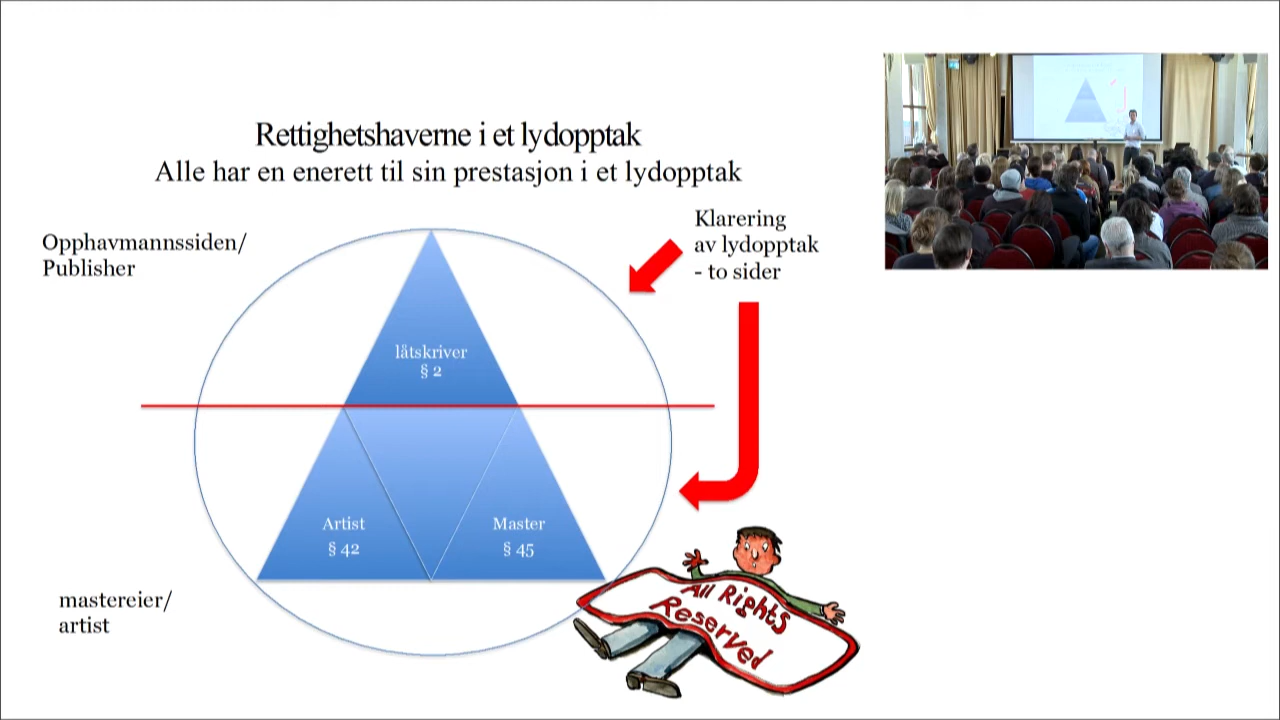 Rettighetshaverne i et lydopptak
Alle har en enerett til sin prestasjon i et lydopptak
Opphavmannssiden/
Publisher
Klarering
av lydopptak
- to sider
låtskriver
§ 2
Artist
§ 42
Master
§ 45
mastereier/
artist
All Rights
Reserved